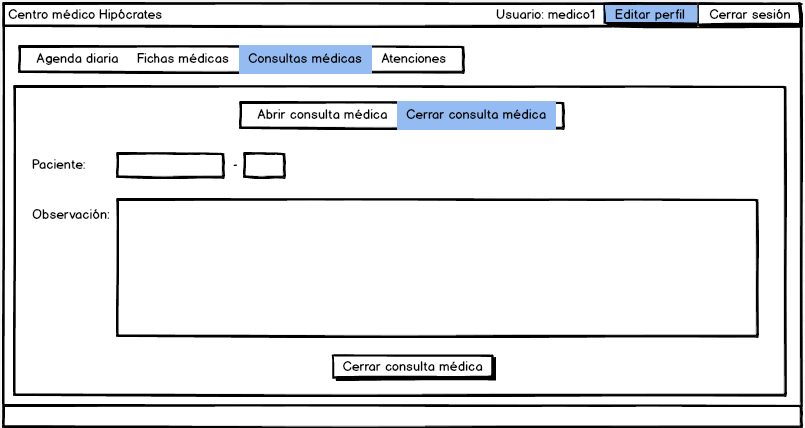 Centro médico Hipócrates Usuario: medico1 Editar perfil Cerrar sesión
Agenda diaria Fichas médicas Consultas médicas Atenciones
Abrir consulta médica Cerrar consulta médica
Paciente: -
Observación:
Cerrar consulta médica